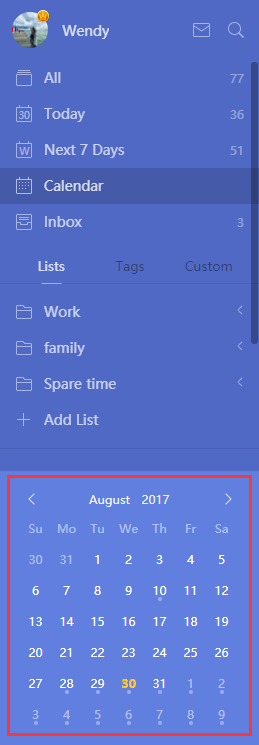 Wendy
All 77
30 Today 36
W Next 7 Days 51
Calendar
Inbox 3
Lists Tags Custom
Work
family
Spare time
Add List
August 2017
Su Mo Tu We Th Fr Sa
30 31 1 2 3 4 5
6 7 8 9 10 11 12
13 14 15 16 17 18 19
20 21 22 23 24 25 26
27 28 29 30 31 1 2
3 4 5 6 7 8 9